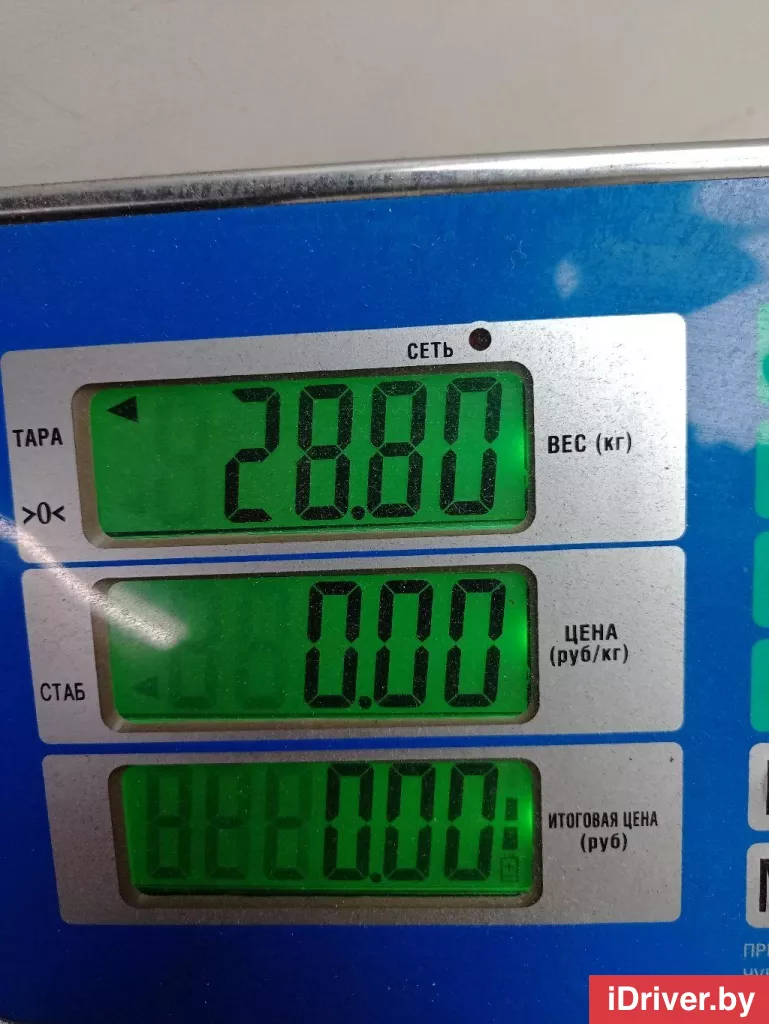 СЕТЬ
ТАРА
28.80
ВЕС (кг)
>0<
0.00
ЦЕНА
(руб/кг)
СТАБ
0.00
ИТОГОВАЯ ЦЕНА
(руб)
iDriver.by